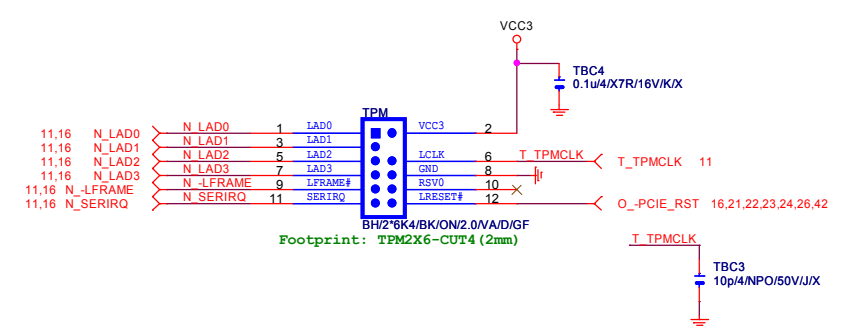 VCC3
TBC4
0.1u/4/X7R/16V/K/X
TPM
11,16 N_LAD0 N_LAD0 1 LAD0 VCC3 2
11,16 N_LAD1 N_LAD1 3 LAD1
11,16 N_LAD2 N_LAD2 5 LAD2 LCLK 6 T_TPMCLK T_TPMCLK 11
11,16 N_LAD3 N_LAD3 7 LAD3 GND 8
11,16 N_-LFRAME N_-LFRAME 9 LFRAME# RSV0 10
11,16 N_SERIRQ N_SERIRQ 11 SERIRQ LRESET# 12 O_-PCIE_RST 16,21,22,23,24,26,42
BH/2*6K4/BK/ON/2.0/VA/D/GF
Footprint: TPM2X6-CUT4(2mm)
T_TPMCLK
TBC3
10p/4/NPO/50V/J/X